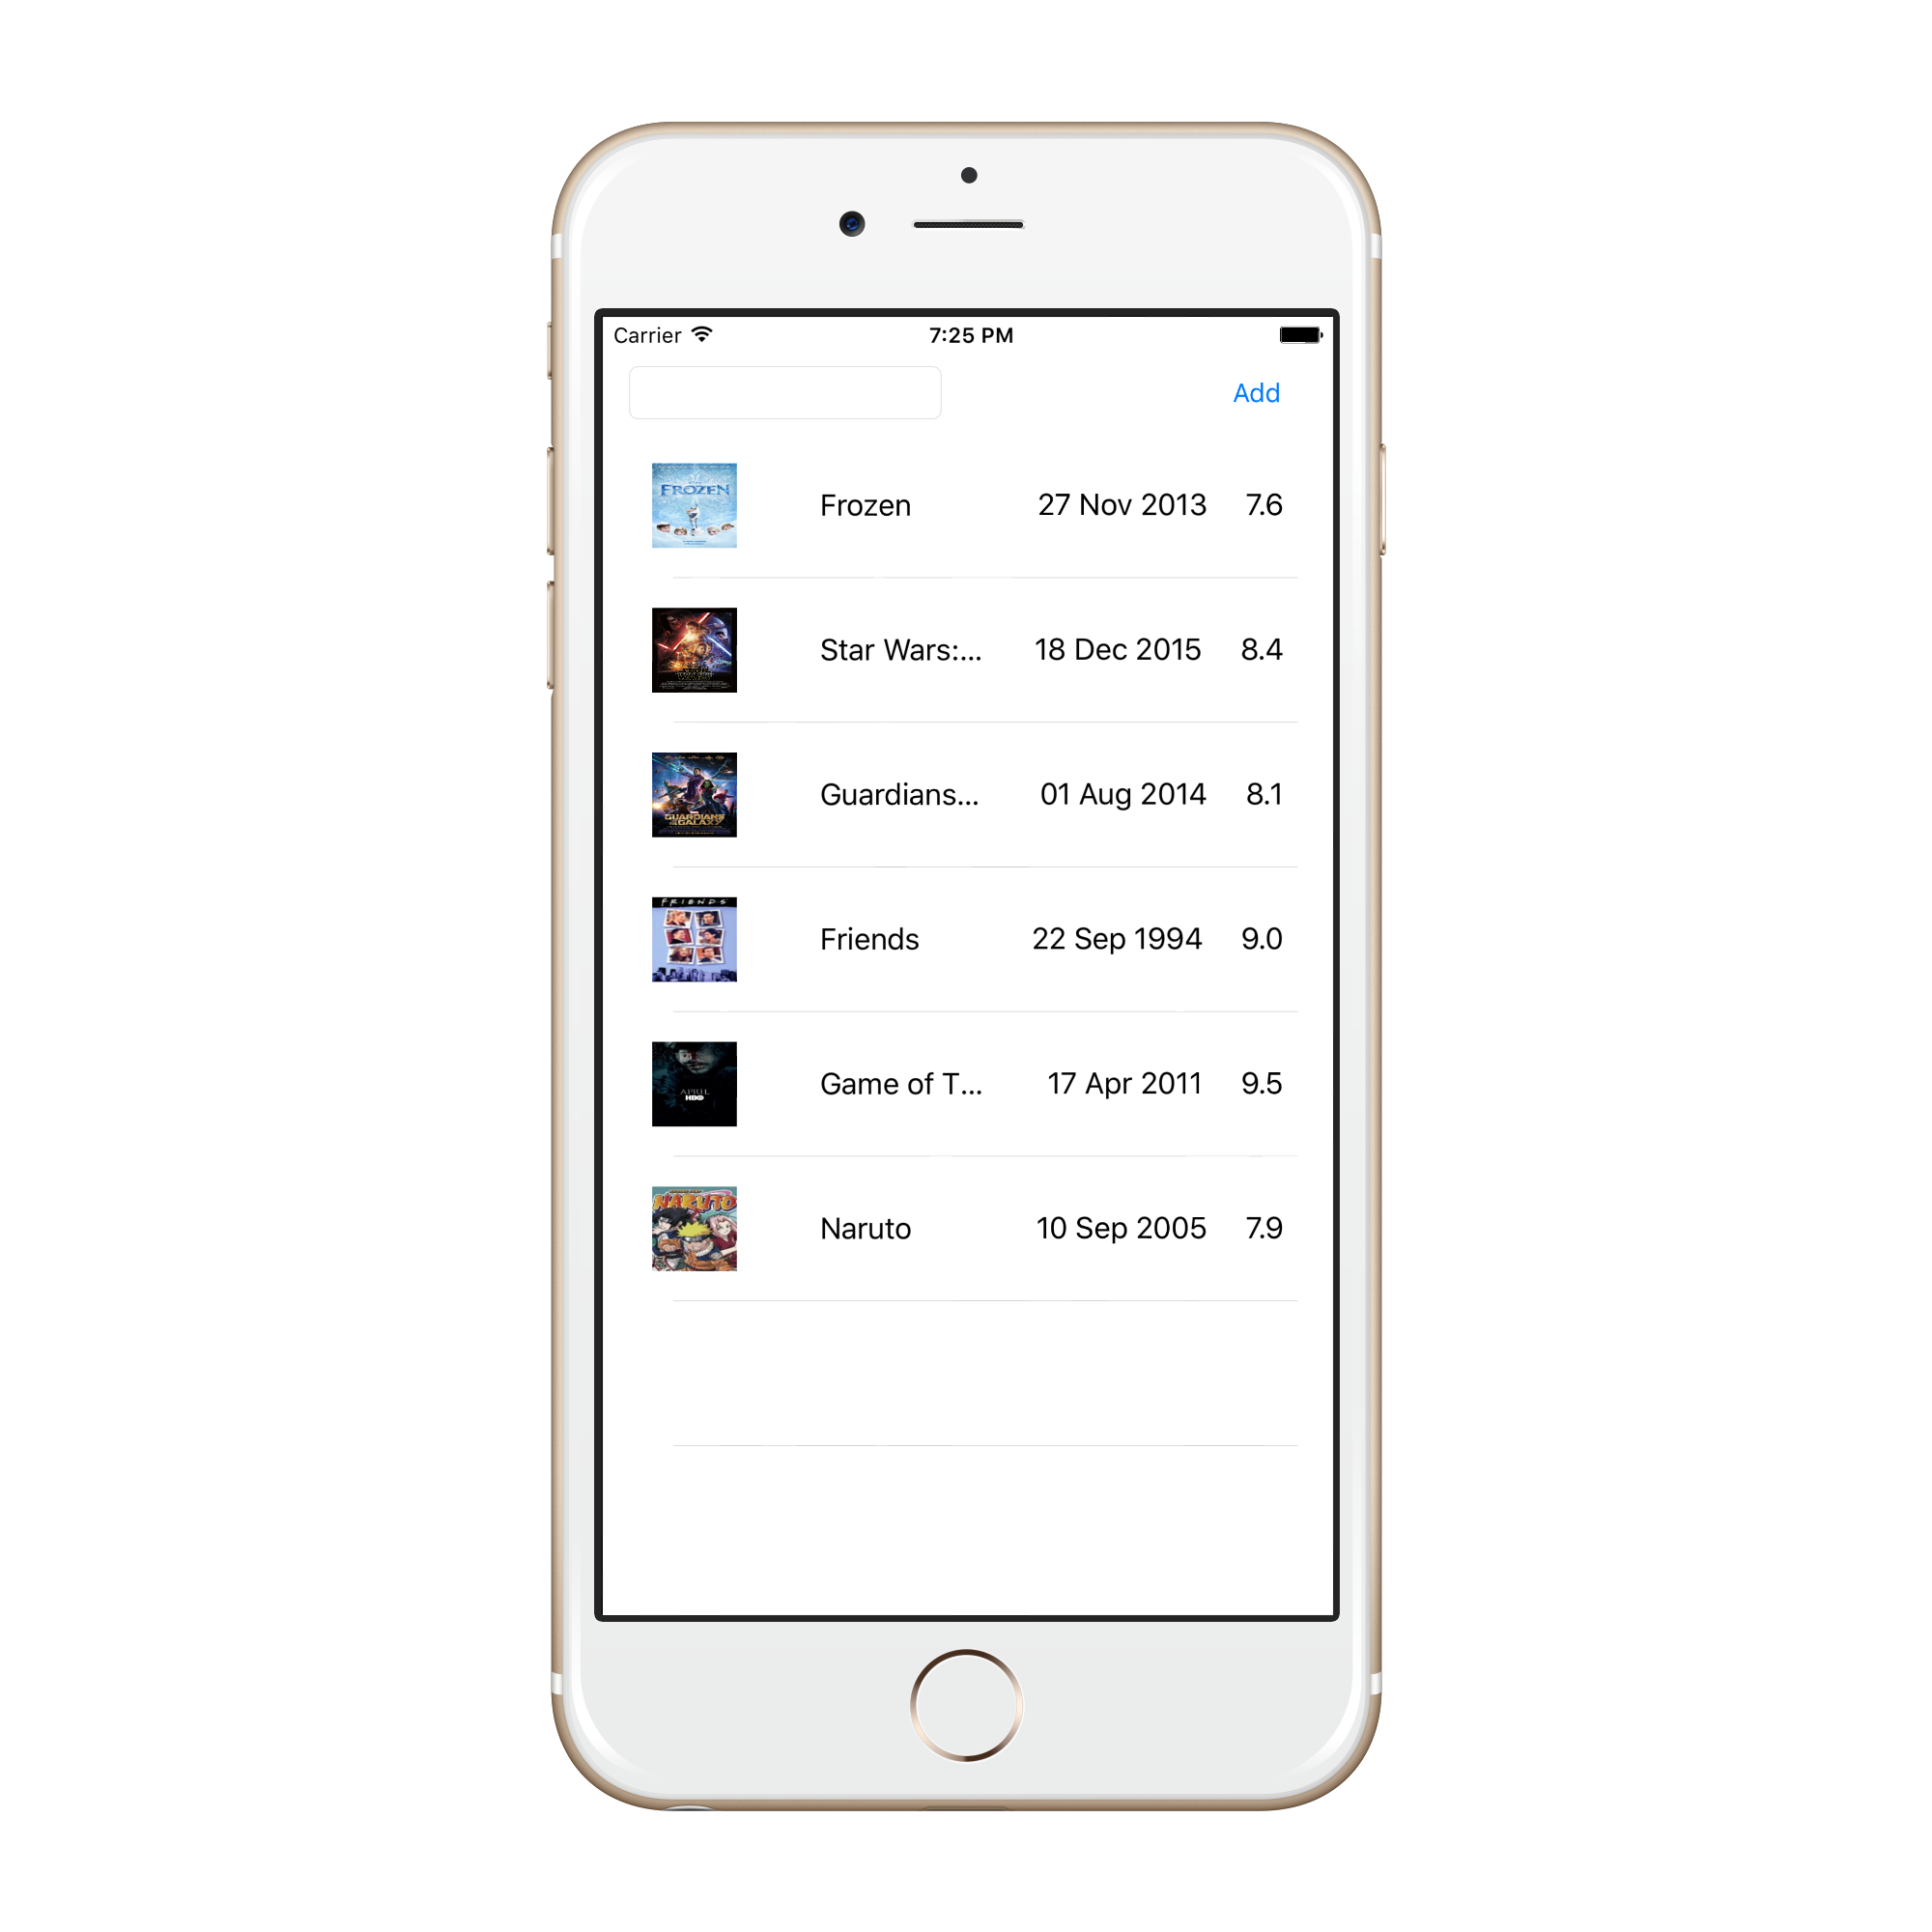 Carrier 7:25 PM
Add
FROZEN
Frozen 27 Nov 2013 7.6
Star Wars:... 18 Dec 2015 8.4
Guardians... 01 Aug 2014 8.1
GUARDIANS
OF THE
GALAXY
FRIENDS
Friends 22 Sep 1994 9.0
Game of T... 17 Apr 2011 9.5
APRIL
HBO
NARUTO
Naruto 10 Sep 2005 7.9